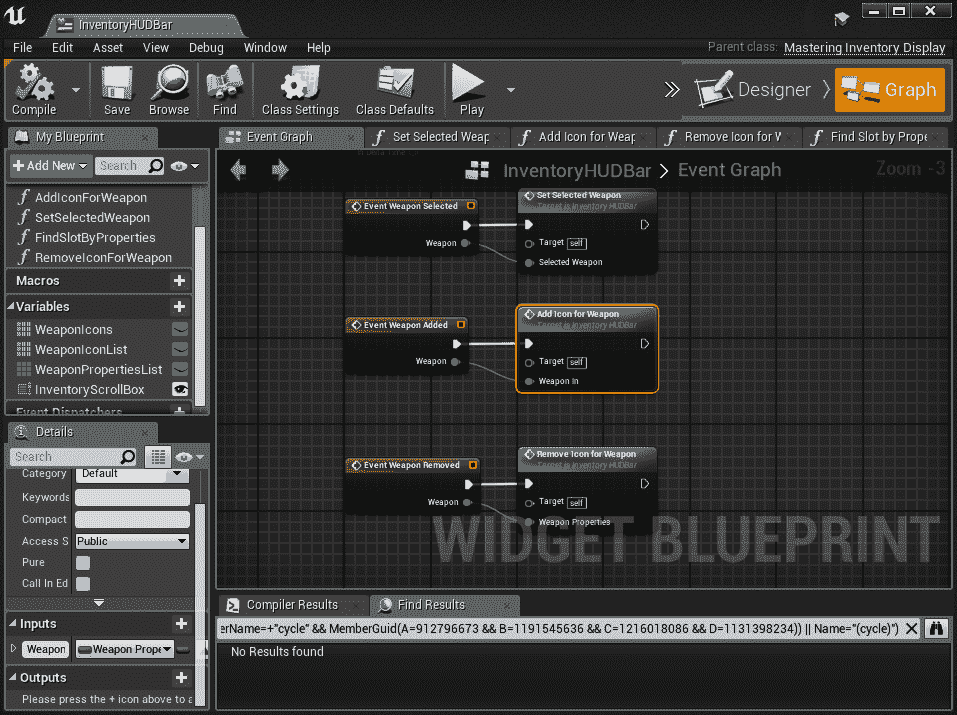 InventoryHUDBar
File Edit Asset View Debug Window Help
Parent class: Mastering Inventory Display
Compile Save Browse Find Class Settings Class Defaults Play Designer Graph
My Blueprint
Event Graph Set Selected Weap Add Icon for Weap Remove Icon for W Find Slot by Prope
+ Add New Search
InventoryHUDBar > Event Graph
Zoom -3
AddIconForWeapon
SetSelectedWeapon
FindSlotByProperties
RemoveIconForWeapon
Macros
Variables
WeaponIcons
WeaponIconList
WeaponPropertiesList
InventoryScrollBox
Event Dispatchers
Event Weapon Selected
Weapon
Set Selected Weapon
Target is Inventory HUDBar
Target self
Selected Weapon
Event Weapon Added
Weapon
Add Icon for Weapon
Target is Inventory HUDBar
Target self
Weapon In
Event Weapon Removed
Weapon
Remove Icon for Weapon
Target is Inventory HUDBar
Target self
Weapon Properties
WIDGET BLUEPRINT
Details
Search
Category Default
Keywords
Compact
Access S Public
Pure
Call In Ed
Inputs
Weapon Weapon Prope
Outputs
Please press the + icon above to a
Compiler Results Find Results
erName=+"cycle" && MemberGuid(A=912796673 && B=1191545636 && C=1216018086 && D=1131398234)) || Name="(cycle)")
No Results found